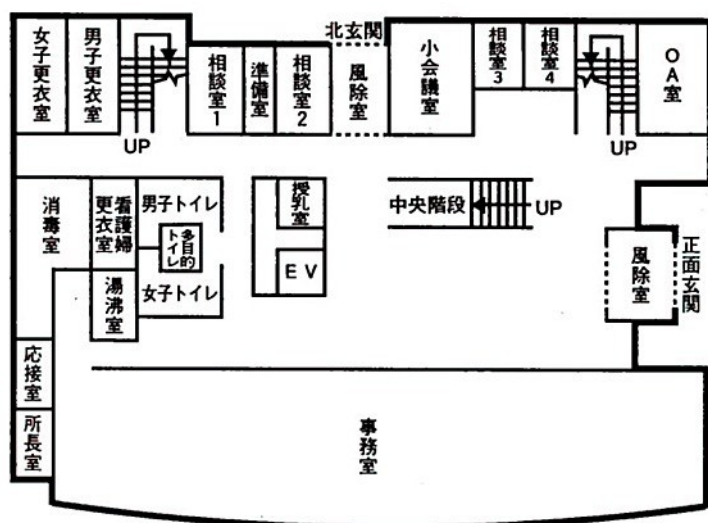 女子更衣室
男子更衣室
UP
相談室1
準備室
相談室2
北玄関
風除室
小会議室
相談室3
相談室4
UP
OA室
消毒室
看護婦更衣室
男子トイレ
多目的トイレ
女子トイレ
湯沸室
授乳室
EV
中央階段
UP
風除室
正面玄関
応接室
所長室
事務室